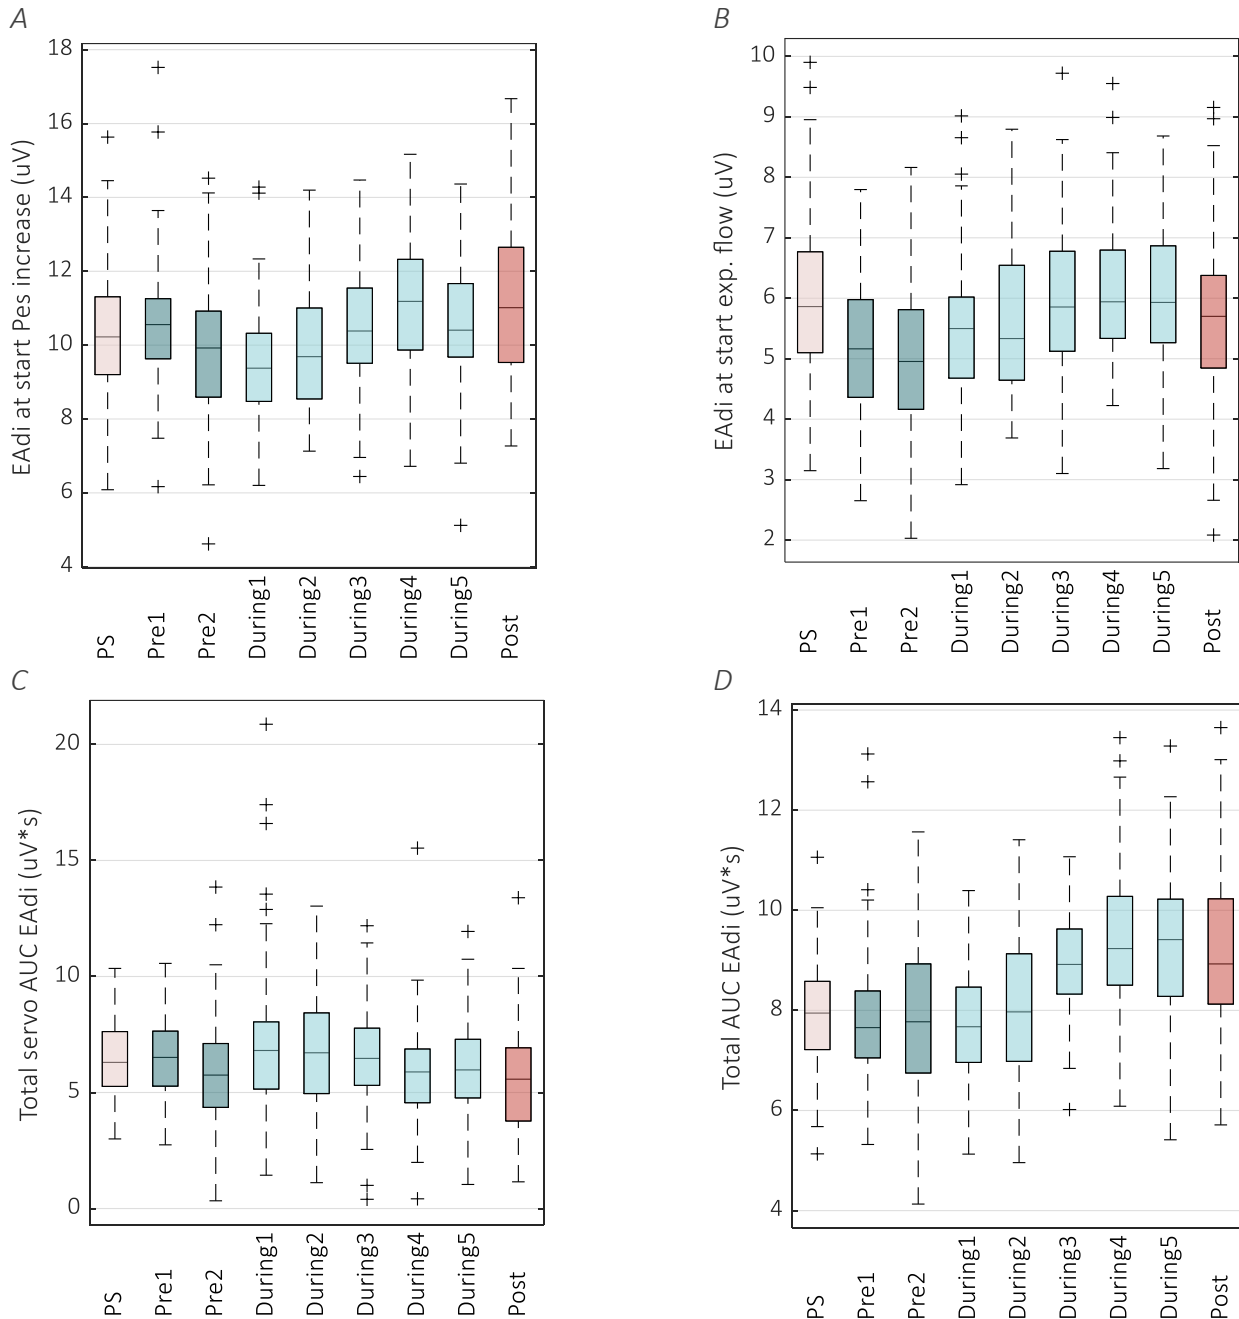 A
EAdi at start Pes increase (uV)
18
16
14
12
10
8
6
4
PS
Pre1
Pre2
During1
During2
During3
During4
During5
Post
B
EAdi at start exp. flow (uV)
10
9
8
7
6
5
4
3
2
PS
Pre1
Pre2
During1
During2
During3
During4
During5
Post
C
Total servo AUC EAdi (uV*s)
20
15
10
5
0
PS
Pre1
Pre2
During1
During2
During3
During4
During5
Post
D
Total AUC EAdi (uV*s)
14
12
10
8
6
4
PS
Pre1
Pre2
During1
During2
During3
During4
During5
Post